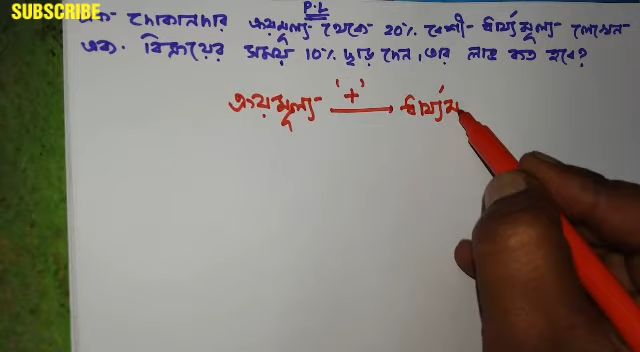 SUBSCRIBE
P.L
এক দোকানদার ক্রয়মূল্য থেকে 20% বেশী ধার্য্যমূল্য লেখেন
এবং বিক্রয়ের সময় 10% ছাড় দেন, তার লাভ কত হবে?
'+'
ক্রয়মূল্য → ধার্য্যম